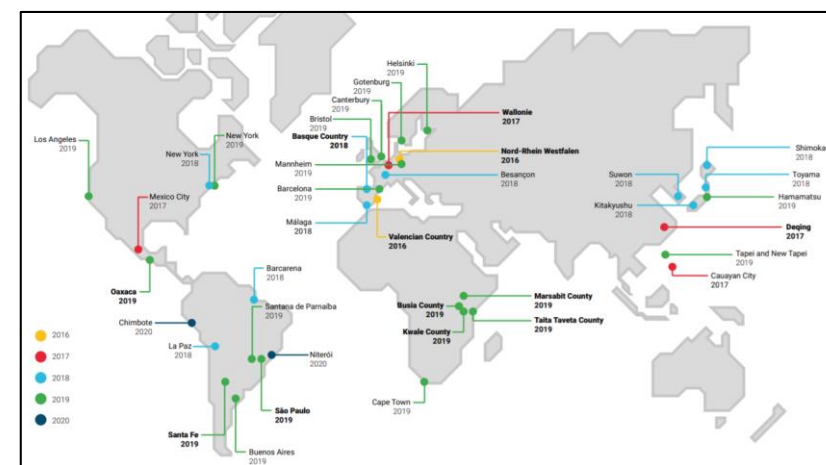 Helsinki
2019
Gotenburg
2019
Canterbury
2019
Bristol
2019
Basque Country
2018
Wallonie
2017
Nord-Rhein Westfalen
2016
Los Angeles
2019
New York
2019
New York
2018
Mannheim
2019
Besançon
2018
Barcelona
2019
Málaga
2018
Valencian Country
2016
Mexico City
2017
Shimoka
2018
Suwon
2018
Toyama
2018
Kitakyushu
2018
Hamamatsu
2019
Deqing
2017
Tapei and New Tapei
2019
Cauayan City
2017
Oaxaca
2019
Barcarena
2018
Santana de Parnaíba
2019
Chimbote
2020
La Paz
2018
Niterói
2020
São Paulo
2019
Santa Fe
2019
Buenos Aires
2019
Marsabit County
2019
Busia County
2019
Taita Taveta County
2019
Kwale County
2019
Cape Town
2019
2016
2017
2018
2019
2020